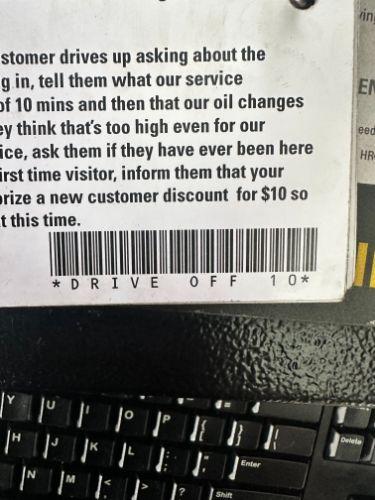 stomer drives up asking about the
g in, tell them what our service
of 10 mins and then that our oil changes
ey think that's too high even for our
ice, ask them if they have ever been here
irst time visitor, inform them that your
orize a new customer discount for $10 so
t this time.
*DRIVE OFF 10*
Y U I O P { [ } ]
H J K L : ; "
Enter
Delete
N M < > ?
Shift